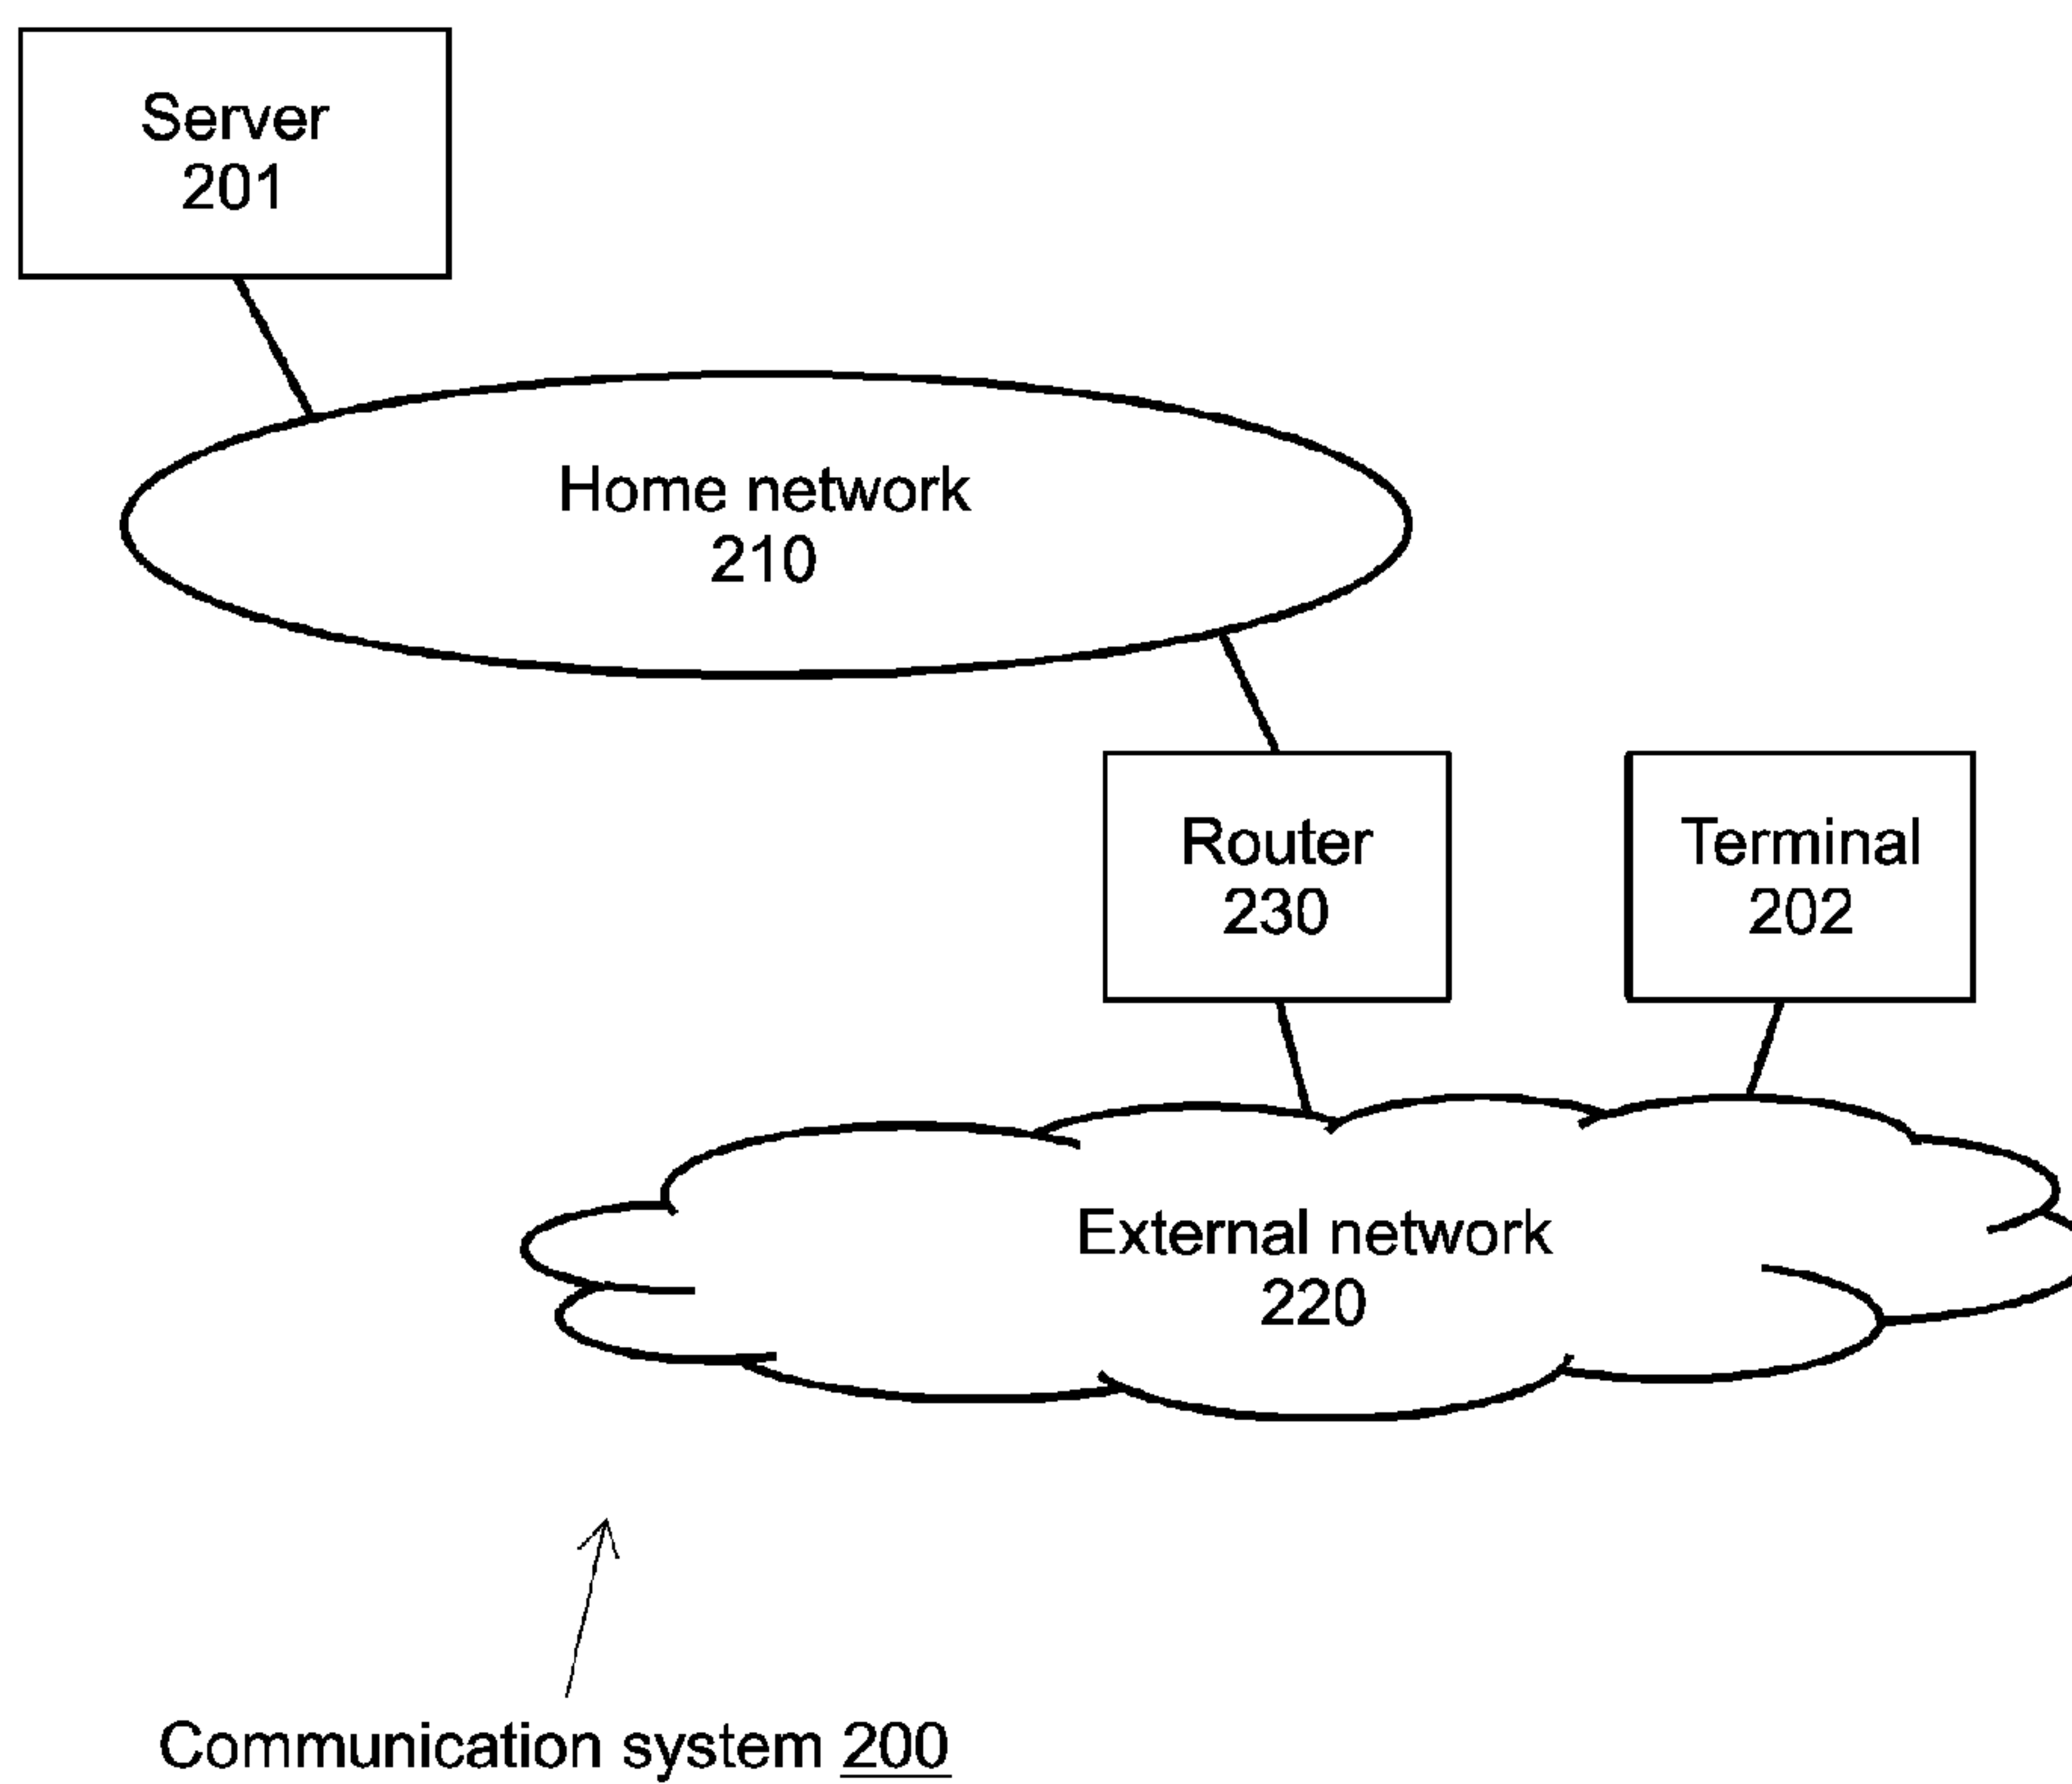 Server
201
Home network
210
Router
230
Terminal
202
External network
220
Communication system 200